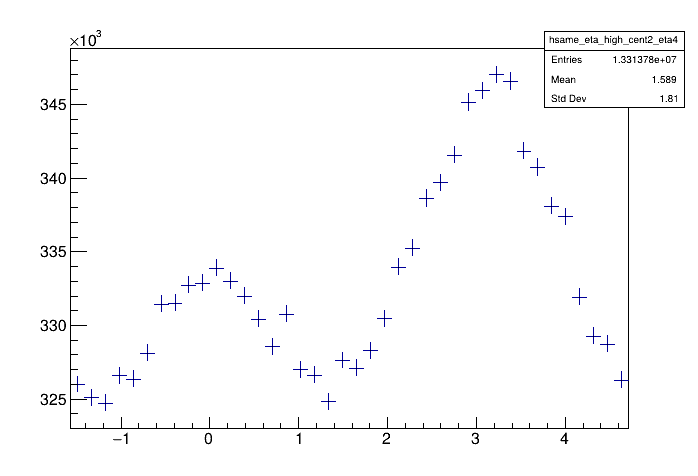 ×10³
hsame_eta_high_cent2_eta4
Entries 1.331378e+07
Mean 1.589
Std Dev 1.81
345
340
335
330
325
−1 0 1 2 3 4